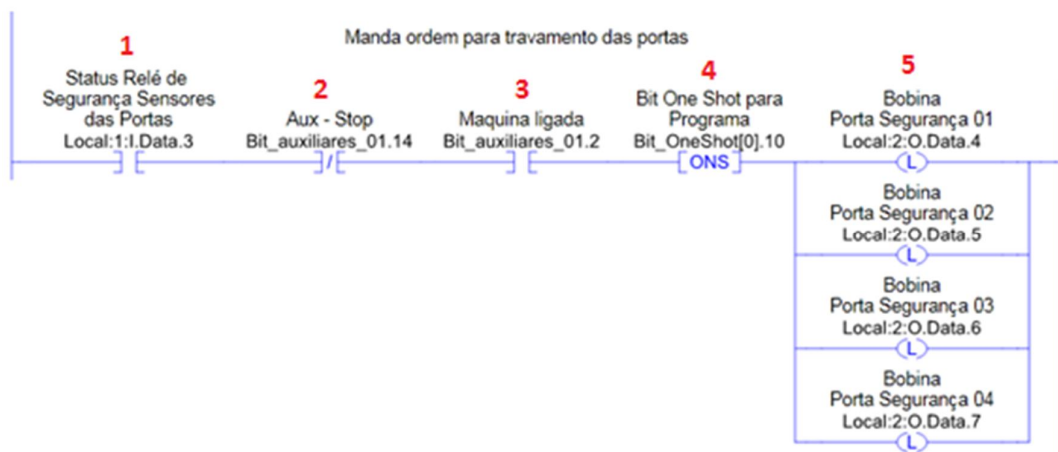 Manda ordem para travamento das portas
1
Status Relé de
Segurança Sensores
das Portas
Local:1:I.Data.3
2
Aux - Stop
Bit_auxiliares_01.14
3
Maquina ligada
Bit_auxiliares_01.2
4
Bit One Shot para
Programa
Bit_OneShot[0].10
ONS
5
Bobina
Porta Segurança 01
Local:2:O.Data.4
L
Bobina
Porta Segurança 02
Local:2:O.Data.5
L
Bobina
Porta Segurança 03
Local:2:O.Data.6
L
Bobina
Porta Segurança 04
Local:2:O.Data.7
L